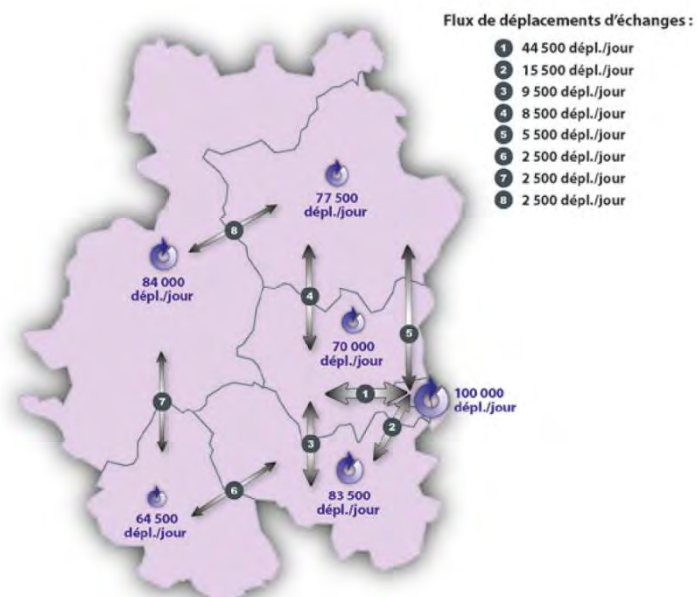 Flux de déplacements d'échanges :
1 44 500 dépl./jour
2 15 500 dépl./jour
3 9 500 dépl./jour
4 8 500 dépl./jour
5 5 500 dépl./jour
6 2 500 dépl./jour
7 2 500 dépl./jour
8 2 500 dépl./jour
77 500
dépl./jour
8
84 000
dépl./jour
4
70 000
dépl./jour
5
1
100 000
dépl./jour
7
2
3
83 500
dépl./jour
6
64 500
dépl./jour